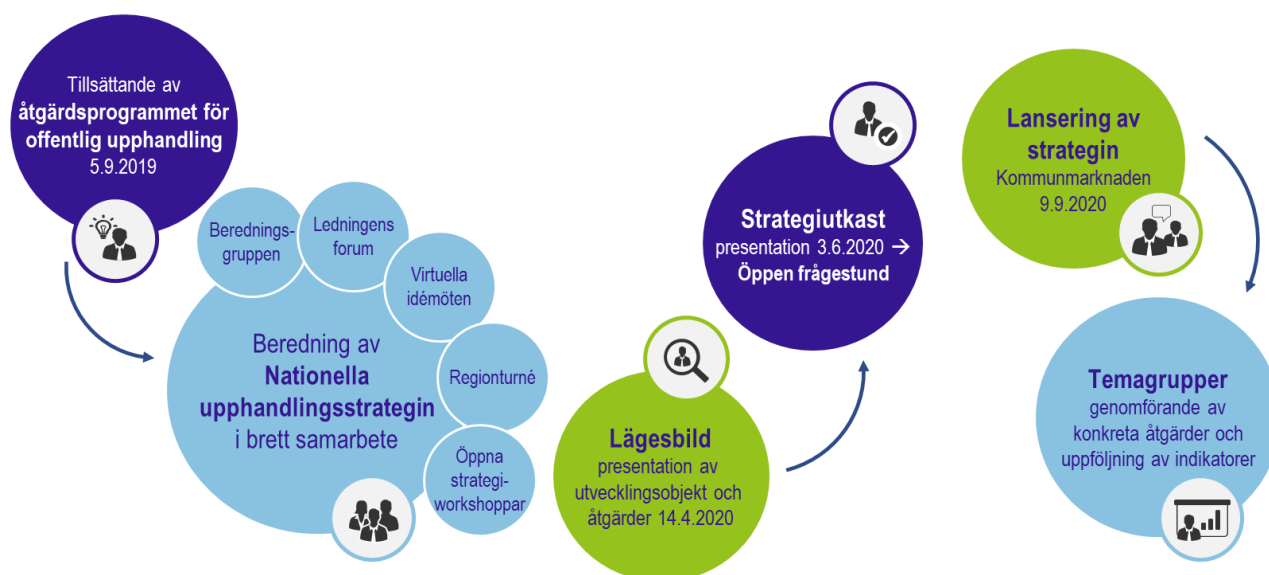 Tillsättande av
åtgärdsprogrammet för
offentlig upphandling
5.9.2019
Berednings-
gruppen
Ledningens
forum
Virtuella
idémöten
Regionturné
Öppna
strategi-
workshoppar
Beredning av
Nationella
upphandlingsstrategin
i brett samarbete
Lägesbild
presentation av
utvecklingsobjekt och
åtgärder 14.4.2020
Strategiutkast
presentation 3.6.2020 →
Öppen frågestund
Lansering av
strategin
Kommunmarknaden
9.9.2020
Temagrupper
genomförande av
konkreta åtgärder och
uppföljning av indikatorer